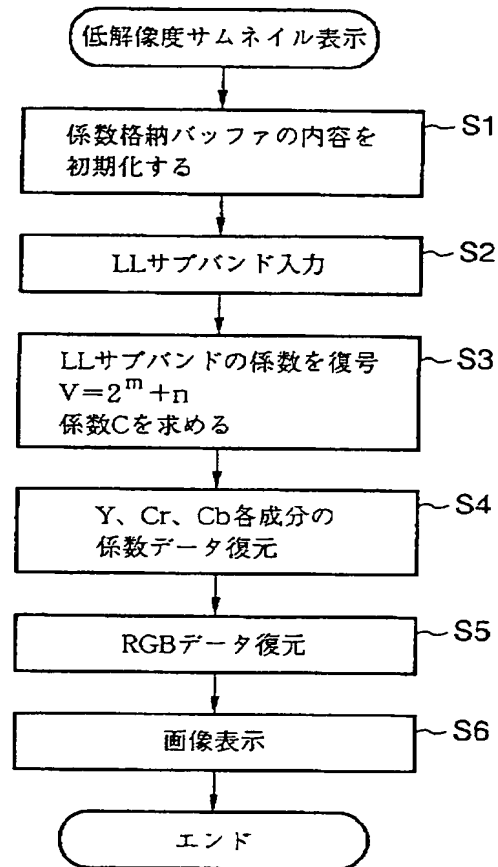 低解像度サムネイル表示
係数格納バッファの内容を
初期化する
S1
LLサブバンド入力
S2
LLサブバンドの係数を復号
V=2^m+n
係数Cを求める
S3
Y、Cr、Cb各成分の
係数データ復元
S4
RGBデータ復元
S5
画像表示
S6
エンド